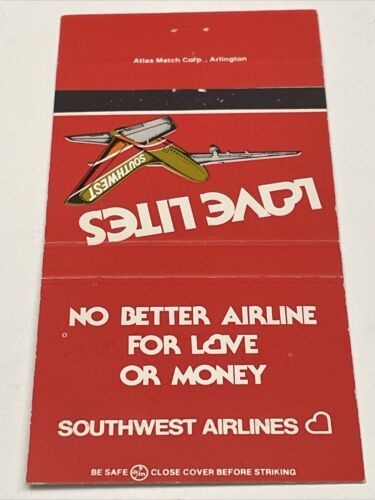 Atlas Match Corp., Arlington
SOUTHWEST
LOVE LITES
NO BETTER AIRLINE
FOR LOVE
OR MONEY
SOUTHWEST AIRLINES
BE SAFE CLOSE COVER BEFORE STRIKING